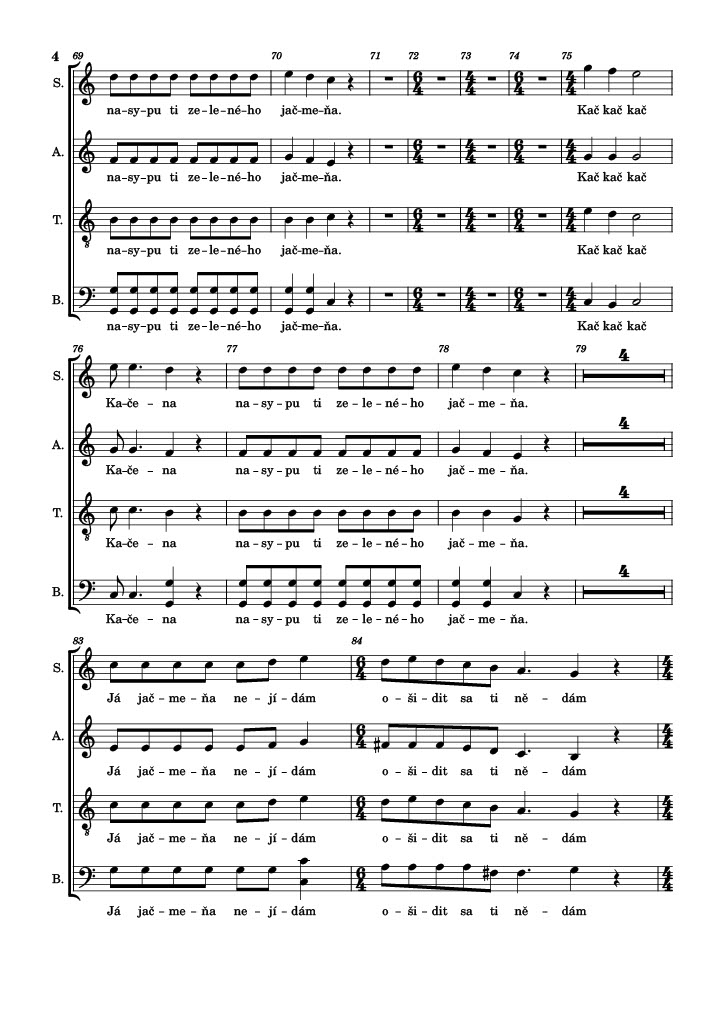 4 69 70 71 72 73 74 75
S.
na–sy–pu ti ze–le–né–ho jač–me–ňa. Kač kač kač
A.
na–sy–pu ti ze–le–né–ho jač–me–ňa. Kač kač kač
T.
na–sy–pu ti ze–le–né–ho jač–me–ňa. Kač kač kač
B.
na–sy–pu ti ze–le–né–ho jač–me–ňa. Kač kač kač
76 77 78 79
S. 4
Ka–če – na na – sy – pu ti ze – le – né – ho jač – me – ňa.
A. 4
Ka–če – na na – sy – pu ti ze – le – né – ho jač – me – ňa.
T. 4
Ka–če – na na – sy – pu ti ze – le – né – ho jač – me – ňa.
B. 4
Ka–če – na na – sy – pu ti ze – le – né – ho jač – me – ňa.
83 84
S.
Já jač – me – ňa ne – jí – dám o – ši – dit sa ti ně – dám
A.
Já jač – me – ňa ne – jí – dám o – ši – dit sa ti ně – dám
T.
Já jač – me – ňa ne – jí – dám o – ši – dit sa ti ně – dám
B.
Já jač – me – ňa ne – jí – dám o – ši – dit sa ti ně – dám